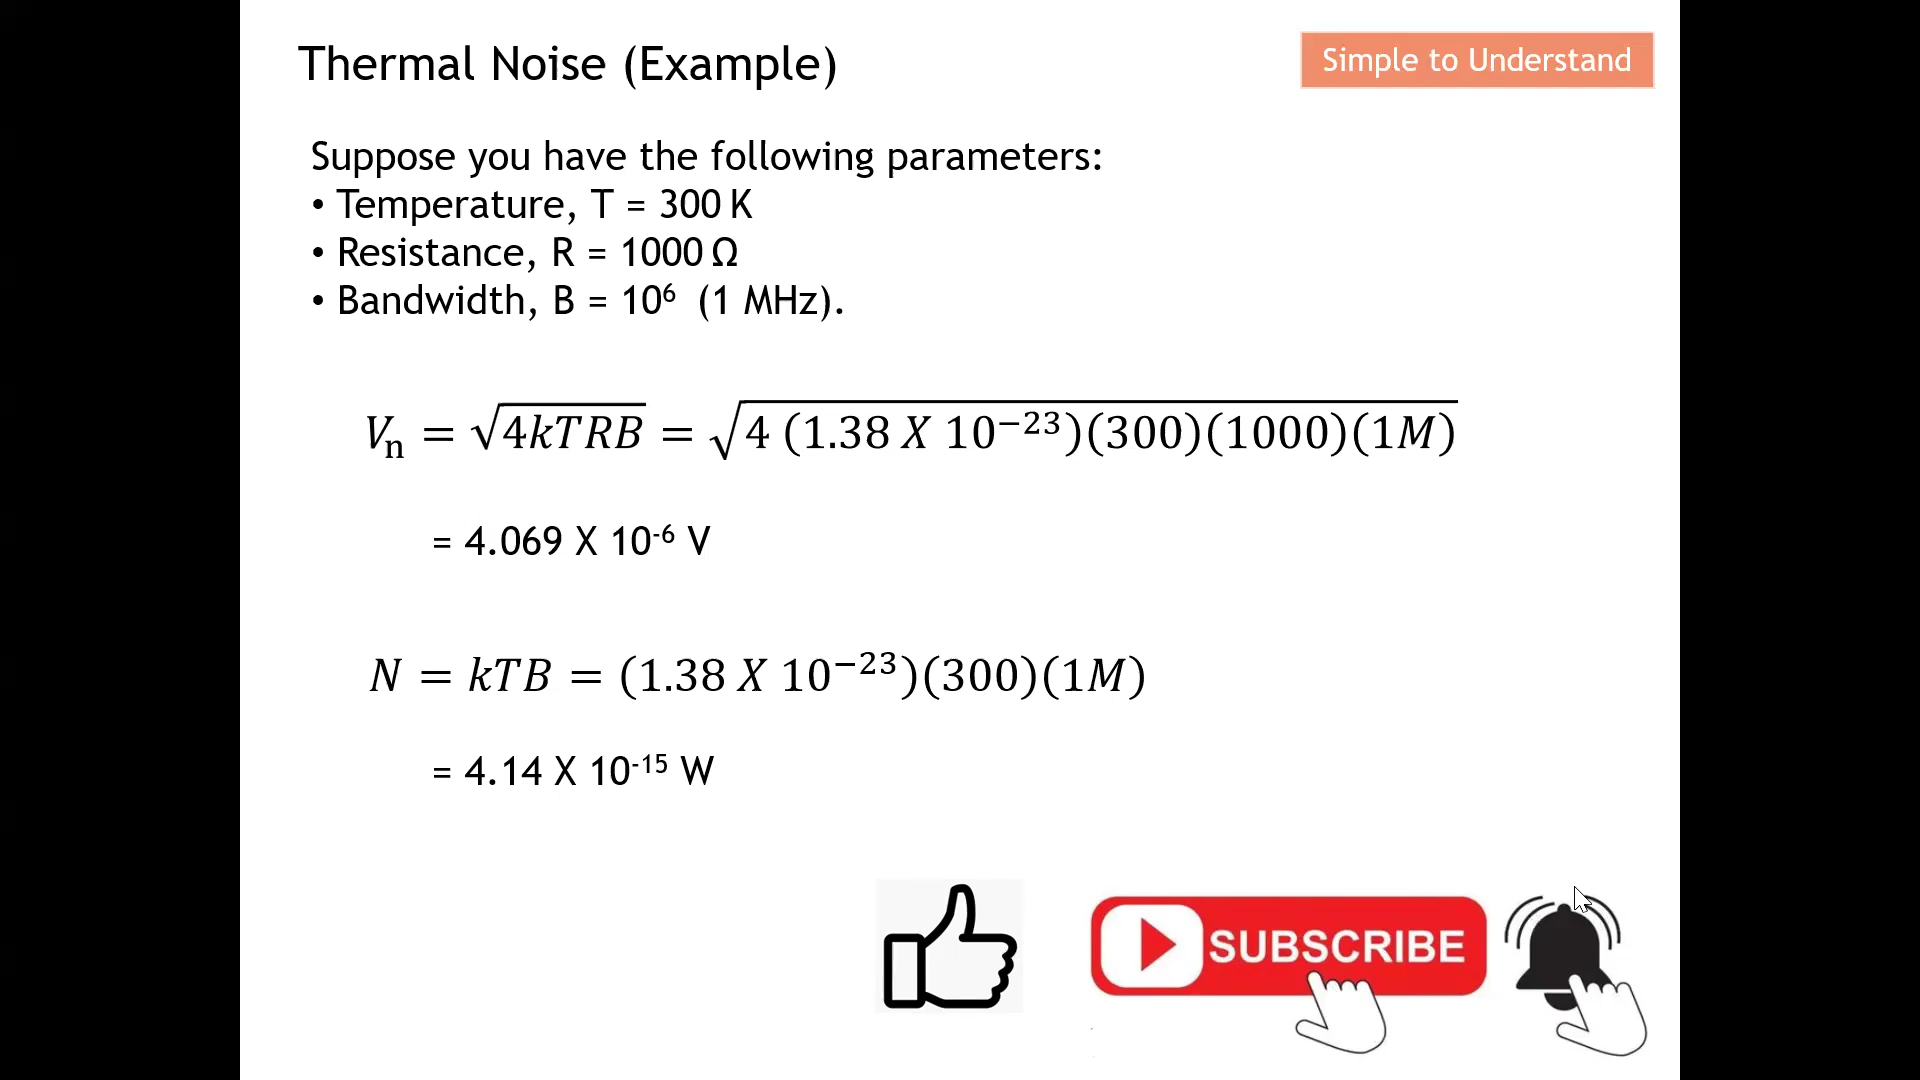 Thermal Noise (Example)
Simple to Understand
Suppose you have the following parameters:
• Temperature, T = 300 K
• Resistance, R = 1000 Ω
• Bandwidth, B = 10⁶ (1 MHz).
Vₙ = √4kTRB = √4 (1.38 X 10⁻²³)(300)(1000)(1M)
= 4.069 X 10⁻⁶ V
N = kTB = (1.38 X 10⁻²³)(300)(1M)
= 4.14 X 10⁻¹⁵ W
SUBSCRIBE